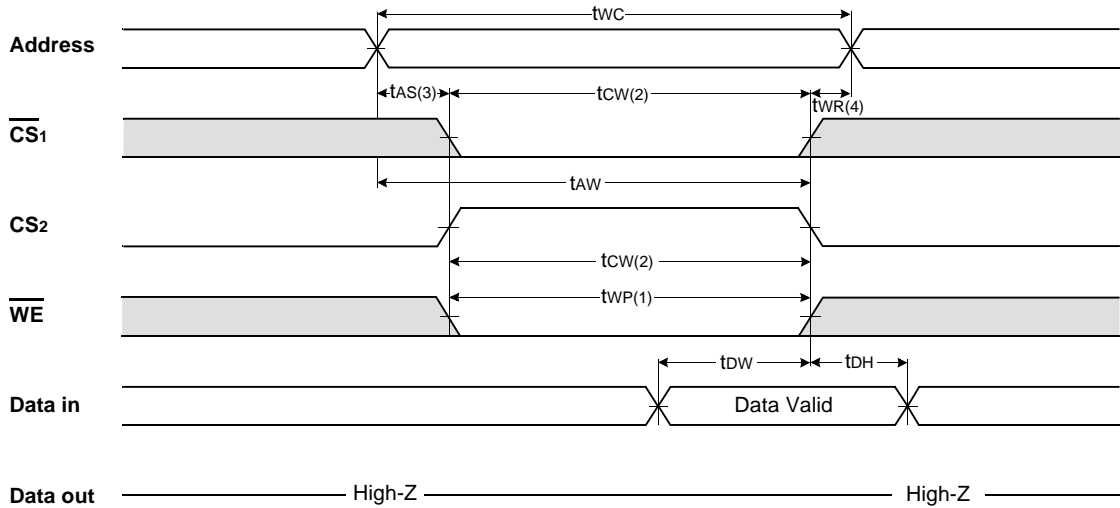 tWC
Address
tAS(3) tCW(2) tWR(4)
CS1
tAW
CS2
tCW(2)
tWP(1)
WE
tDW tDH
Data in Data Valid
Data out High-Z High-Z